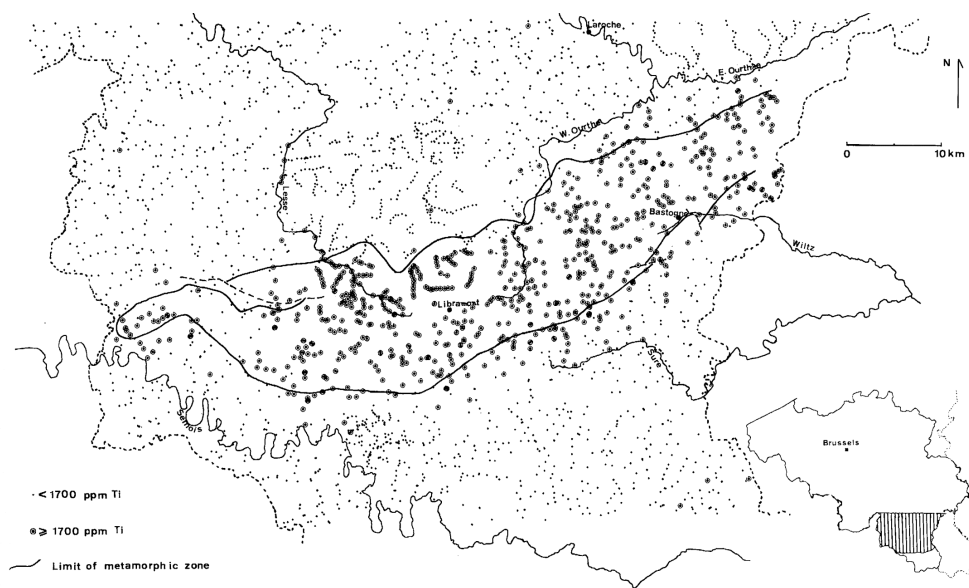 Laroche
E. Ourthe
N
W. Ourthe
0 10 km
Lesse
Bastogne
Wiltz
Libramont
Sure
Semois
Brussels
· < 1700 ppm Ti
⊛ ⩾ 1700 ppm Ti
Limit of metamorphic zone